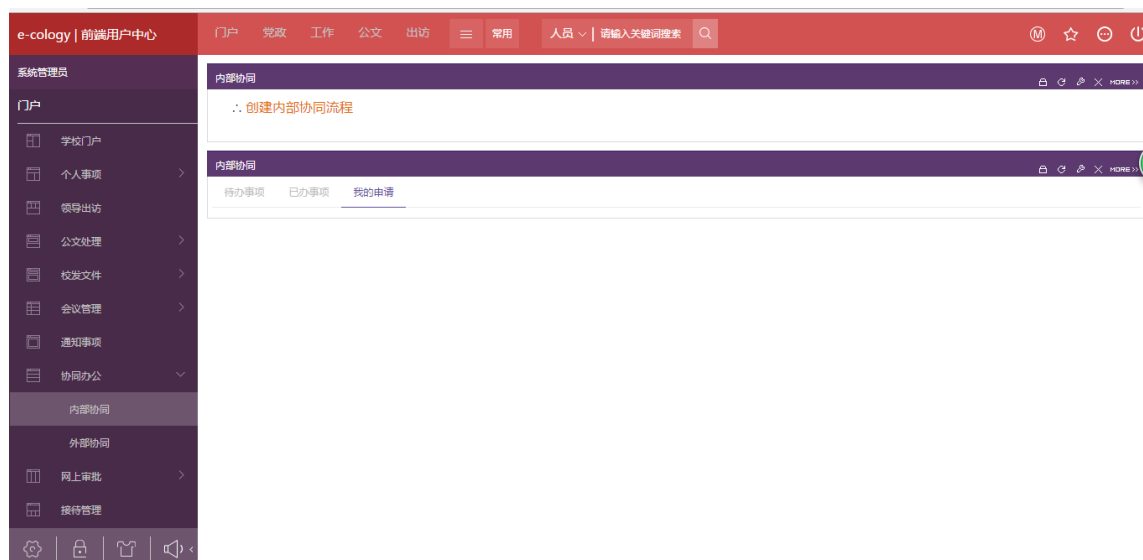 e-cology | 前端用户中心
门户 党政 工作 公文 出访 常用 人员 请输入关键词搜索
系统管理员
门户
学校门户
个人事项
领导出访
公文处理
校发文件
会议管理
通知事项
协同办公
内部协同
外部协同
网上审批
接待管理
内部协同 MORE>>
∴ 创建内部协同流程
内部协同 MORE>>
待办事项 已办事项 我的申请